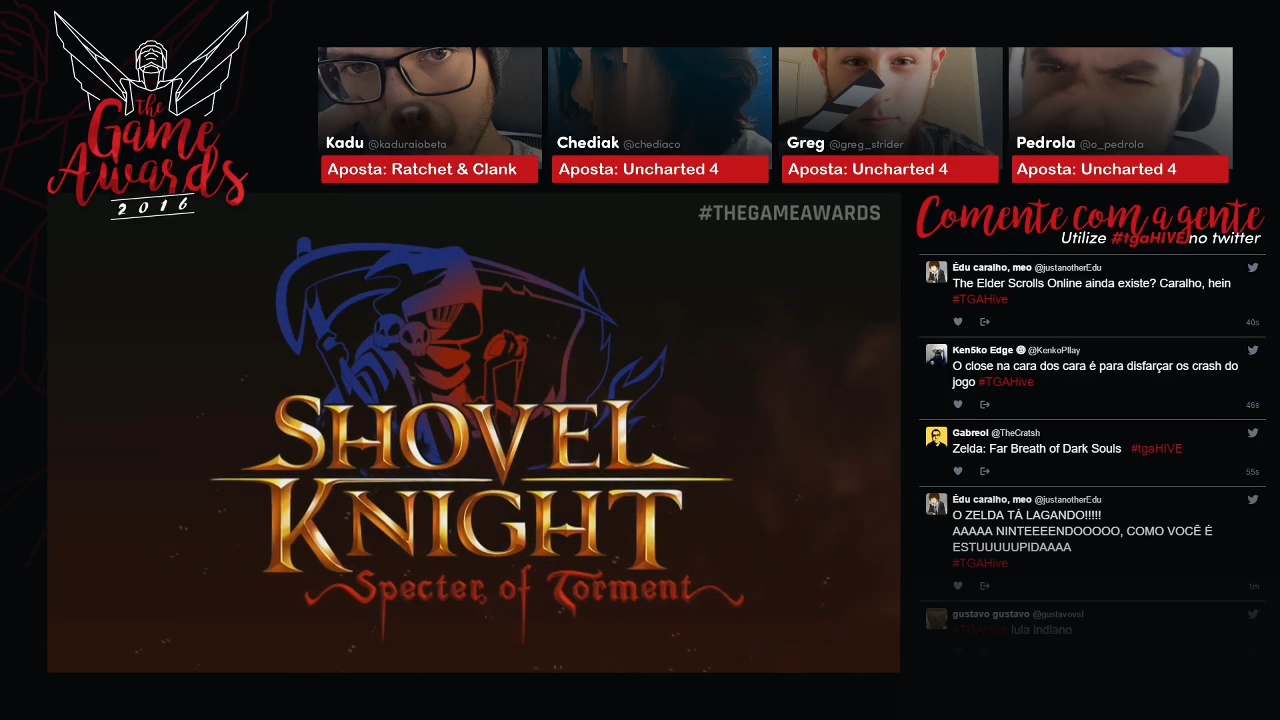 the
Game
Awards
2016
Kadu @kaduraiobeta
Aposta: Ratchet & Clank
Chediak @chediaco
Aposta: Uncharted 4
Greg @greg_strider
Aposta: Uncharted 4
Pedrola @o_pedrola
Aposta: Uncharted 4
#THEGAMEAWARDS
SHOVEL
KNIGHT
Specter of Torment
Comente com a gente
Utilize #tgaHIVE no twitter
Édu caralho, meo @justanotherEdu
The Elder Scrolls Online ainda existe? Caralho, hein
#TGAHive
40s
Ken5ko Edge @KenkoPllay
O close na cara dos cara é para disfarçar os crash do
jogo #TGAHive
46s
Gabreol @TheCratsh
Zelda: Far Breath of Dark Souls #tgaHIVE
55s
Édu caralho, meo @justanotherEdu
O ZELDA TÁ LAGANDO!!!!!
AAAAA NINTEEEENDOOOOO, COMO VOCÊ É
ESTUUUUUPIDAAAA
#TGAHive
1m
gustavo gustavo @gustavovsf
#TGAHive lula Indiano